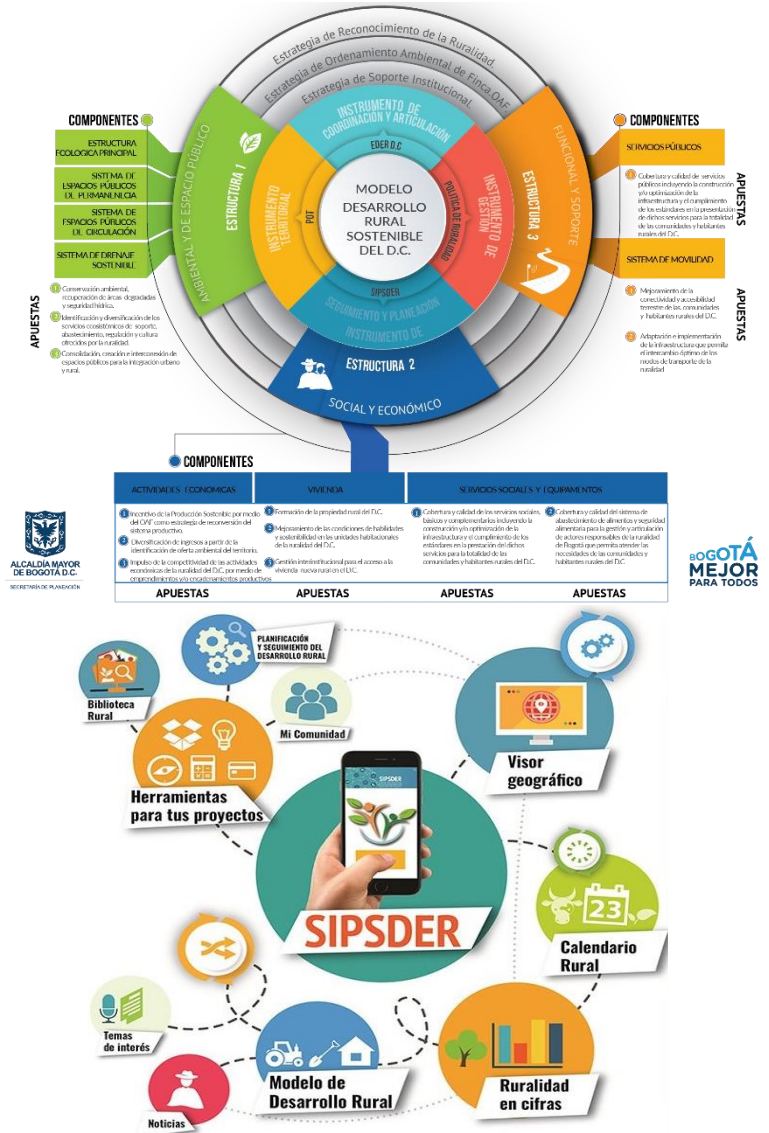 Estrategia de Reconocimiento de la Ruralidad.
Estrategia de Ordenamiento Ambiental de Finca OAF
Estrategia de Soporte Institucional.
INSTRUMENTO DE
COORDINACIÓN Y ARTICULACIÓN
EDER D.C
MODELO
DESARROLLO
RURAL
SOSTENIBLE
DEL D.C.
INSTRUMENTO
TERRITORIAL
POT
POLITICA DE RURALIDAD
INSTRUMENTO DE
GESTIÓN
SIPSDER
SEGUIMIENTO Y PLANEACIÓN
INSTRUMENTO DE
ESTRUCTURA 1
AMBIENTAL Y DE ESPACIO PÚBLICO
ESTRUCTURA 3
FUNCIONAL Y SOPORTE
ESTRUCTURA 2
SOCIAL Y ECONÓMICO
COMPONENTES
ESTRUCTURA
ECOLOGICA PRINCIPAL
SISTEMA DE
ESPACIOS PÚBLICOS
DE PERMANENCIA
SISTEMA DE
ESPACIOS PÚBLICOS
DE CIRCULACIÓN
SISTEMA DE DRENAJE
SOSTENIBLE
APUESTAS
1 Conservación ambiental,
recuperación de áreas degradadas
y seguridad hídrica.
2 Identificación y diversificación de los
servicios ecosistémicos de soporte,
abastecimiento, regulación y cultura
ofrecidos por la ruralidad.
3 Consolidación, creación e interconexión de
espacios públicos para la integración urbano
y rural.
COMPONENTES
SERVICIOS PÚBLICOS
1 Cobertura y calidad de servicios
públicos incluyendo la construcción
y/o optimización de la
infraestructura y el cumplimiento
de los estándares en la presentación
de dichos servicios para la totalidad
de las comunidades y habitantes
rurales del D.C.
APUESTAS
SISTEMA DE MOVILIDAD
1 Mejoramiento de la
conectividad y accesibilidad
terrestre de las comunidades
y habitantes rurales del D.C.
2 Adaptación e implementación
de la infraestructura que permita
el intercambio óptimo de los
modos de transporte de la
ruralidad
APUESTAS
COMPONENTES
ACTIVIDADES ECONOMICAS
1 Incentivo de la Producción Sostenible por medio
del OAF como estrategia de reconversión del
sistema productivo.
2 Diversificación de ingresos a partir de la
identificación de oferta ambiental del territorio.
3 Impulso de la competitividad de las actividades
económicas de la ruralidad del D.C. por medio de
emprendimientos y/o encadenamientos productivos
APUESTAS
VIVIENDA
1 Formación de la propiedad rural del D.C.
2 Mejoramiento de las condiciones de habilidades
y sostenibilidad en las unidades habitacionales
de la ruralidad del D.C.
3 Gestión interinstitucional para el acceso a la
vivienda nueva rural en el D.C.
APUESTAS
SERVICIOS SOCIALES Y EQUIPAMIENTOS
1 Cobertura y calidad de los servicios sociales,
básicos y complementarios incluyendo la
construcción y/o optimización de la
infraestructura y el cumplimiento de los
estándares en la prestación del dichos
servicios para la totalidad de las
comunidades y habitantes rurales del D.C.
APUESTAS
2 Cobertura y calidad del sistema de
abastecimiento de alimentos y seguridad
alimentaria para la gestión y articulación
de actores responsables de la ruralidad
de Bogotá que permita atender las
necesidades de las comunidades y
habitantes rurales del D.C
APUESTAS
ALCALDÍA MAYOR
DE BOGOTÁ D.C.
SECRETARÍA DE PLANEACIÓN
BOGOTÁ
MEJOR
PARA TODOS
PLANIFICACIÓN
Y SEGUIMIENTO DEL
DESARROLLO RURAL
Biblioteca
Rural
Mi Comunidad
Herramientas
para tus proyectos
Visor
geográfico
SIPSDER
SIPSDER
23
Calendario
Rural
Temas
de interés
Modelo de
Desarrollo Rural
Ruralidad
en cifras
Noticias